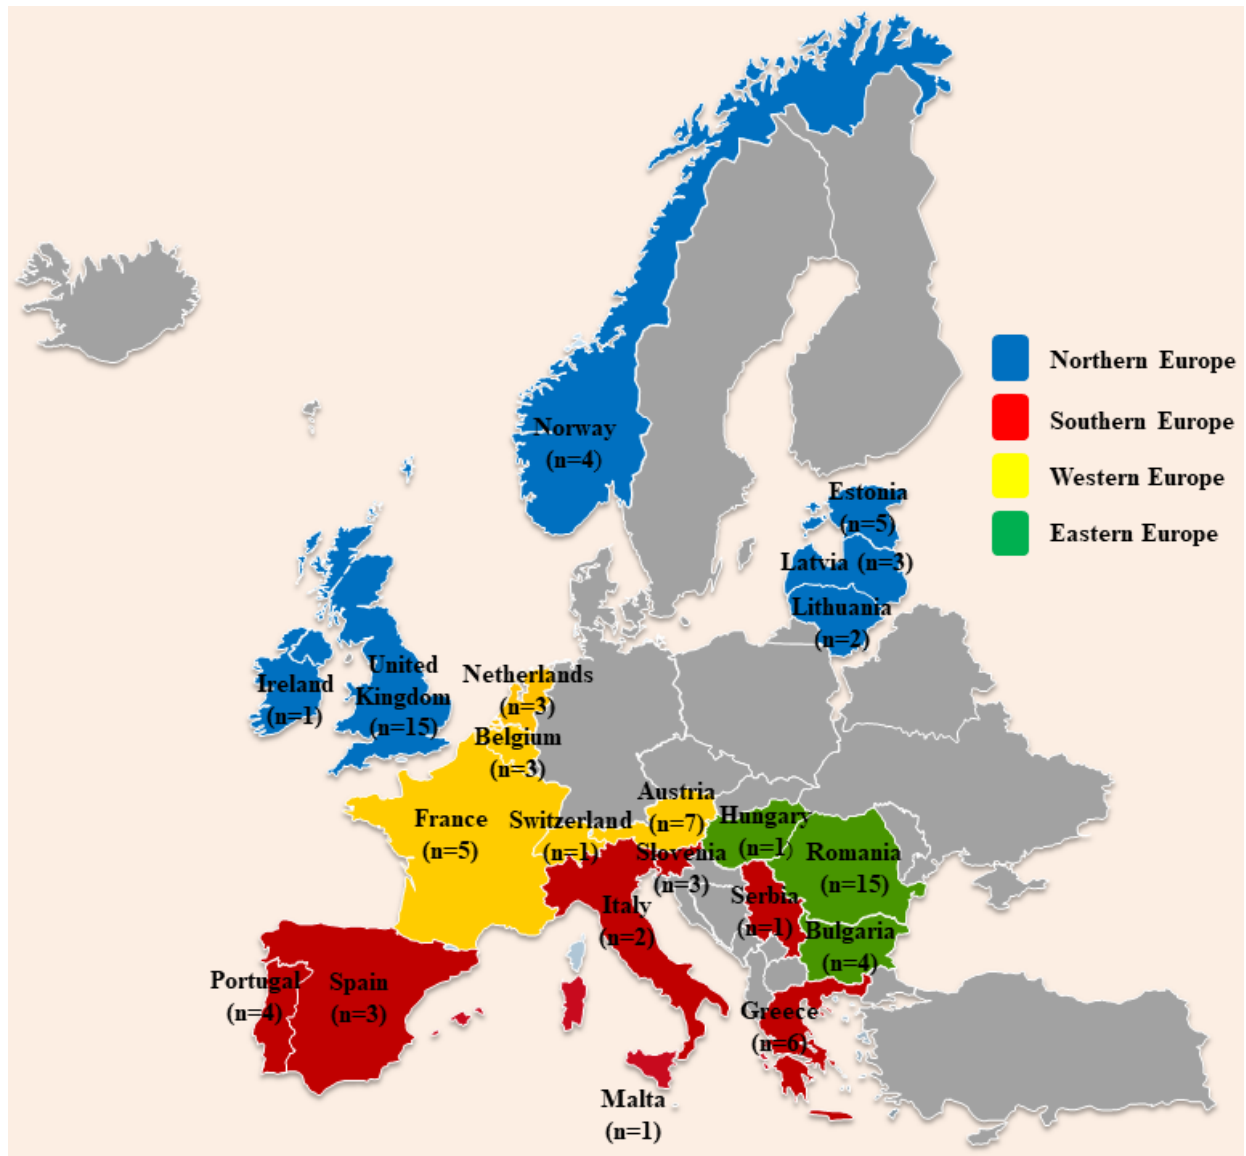 Northern Europe
Southern Europe
Western Europe
Eastern Europe
Norway
(n=4)
Estonia
(n=5)
Latvia (n=3)
Lithuania
(n=2)
United
Kingdom
(n=15)
Ireland
(n=1)
Netherlands
(n=3)
Belgium
(n=3)
Austria
(n=7)
France
(n=5)
Switzerland
(n=1)
Hungary
(n=1)
Slovenia
(n=3)
Romania
(n=15)
Serbia
(n=1)
Italy
(n=2)
Bulgaria
(n=4)
Portugal
(n=4)
Spain
(n=3)
Greece
(n=6)
Malta
(n=1)